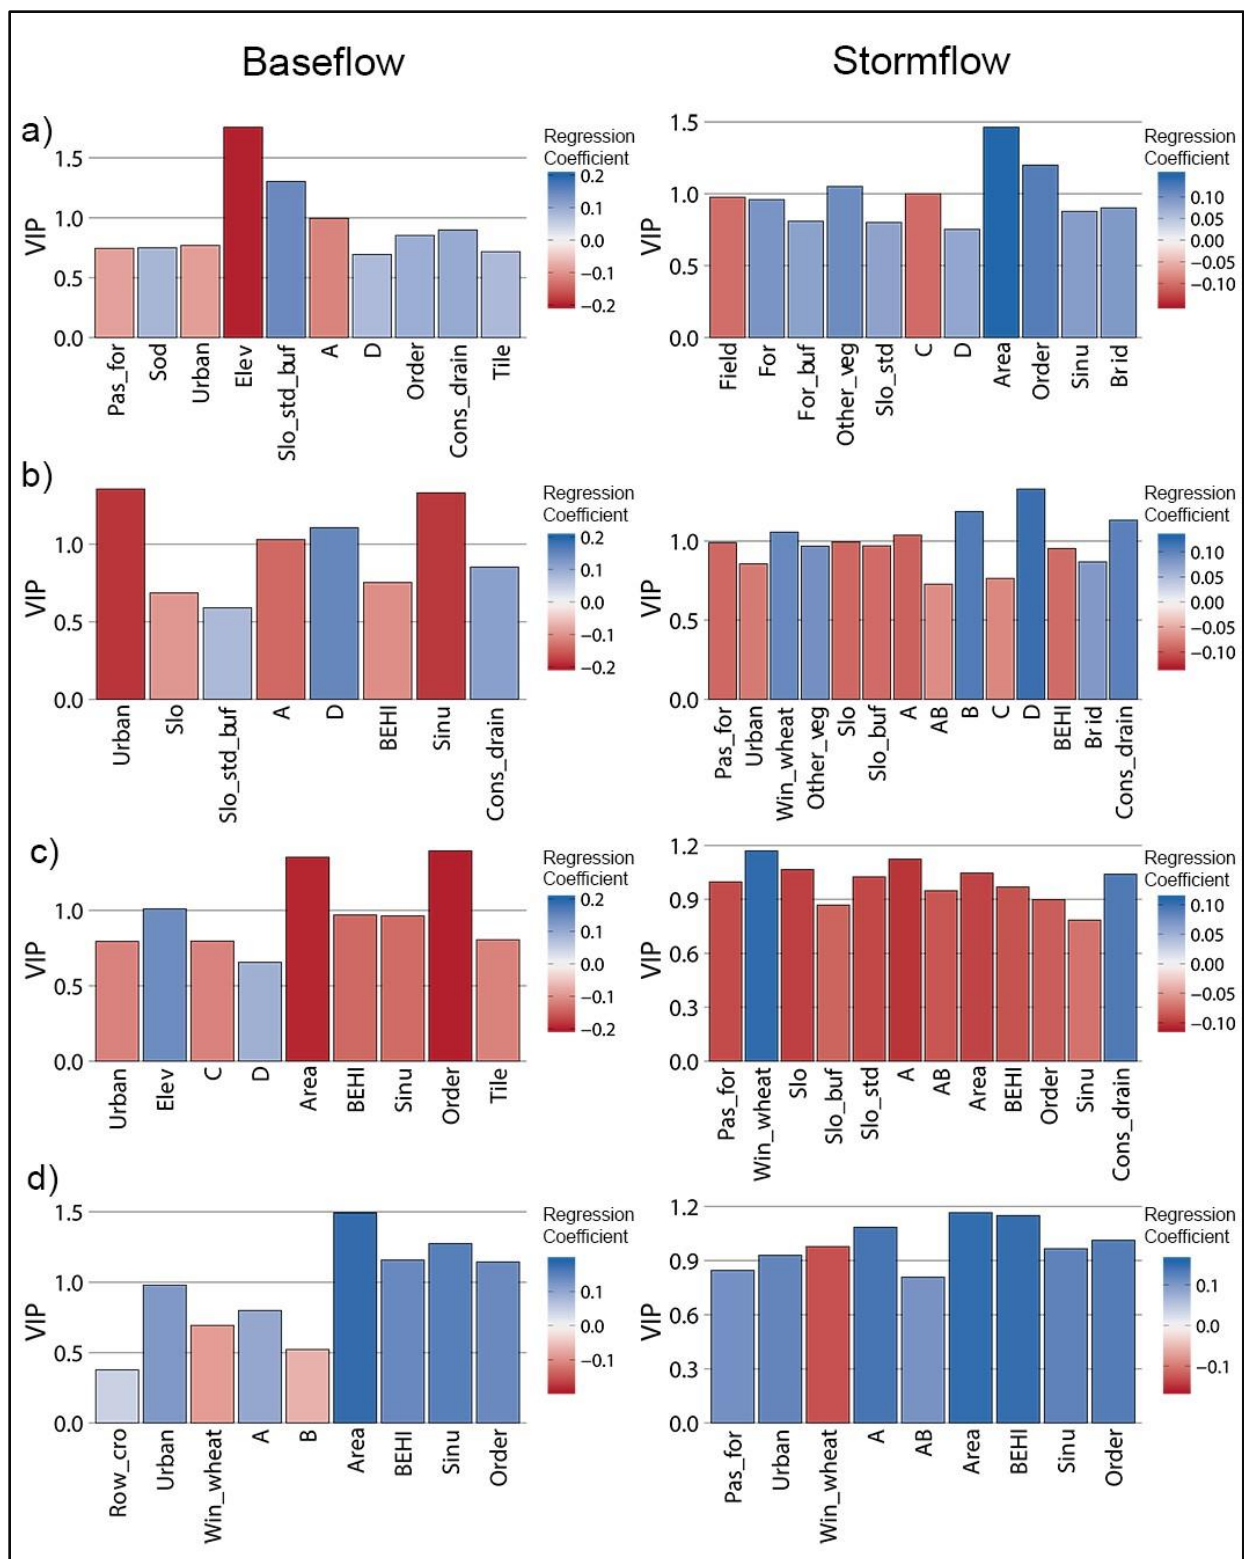 Baseflow
Stormflow
a)
Regression
Coefficient
VIP
1.5
1.0
0.5
0.0
0.2
0.1
0.0
−0.1
−0.2
Pas_for
Sod
Urban
Elev
Slo_std_buf
A
D
Order
Cons_drain
Tile
Regression
Coefficient
VIP
1.5
1.0
0.5
0.0
0.10
0.05
0.00
−0.05
−0.10
Field
For
For_buf
Other_veg
Slo_std
C
D
Area
Order
Sinu
Brid
b)
Regression
Coefficient
VIP
1.0
0.5
0.0
0.2
0.1
0.0
−0.1
−0.2
Urban
Slo
Slo_std_buf
A
D
BEHI
Sinu
Cons_drain
Regression
Coefficient
VIP
1.0
0.5
0.0
0.10
0.05
0.00
−0.05
−0.10
Pas_for
Urban
Win_wheat
Other_veg
Slo
Slo_buf
A
AB
B
C
D
BEHI
Brid
Cons_drain
c)
Regression
Coefficient
VIP
1.0
0.5
0.0
0.2
0.1
0.0
−0.1
−0.2
Urban
Elev
C
D
Area
BEHI
Sinu
Order
Tile
Regression
Coefficient
VIP
1.2
0.9
0.6
0.3
0.0
0.10
0.05
0.00
−0.05
−0.10
Pas_for
Win_wheat
Slo
Slo_buf
Slo_std
A
AB
Area
BEHI
Order
Sinu
Cons_drain
d)
Regression
Coefficient
VIP
1.5
1.0
0.5
0.0
0.1
0.0
−0.1
Row_cro
Urban
Win_wheat
A
B
Area
BEHI
Sinu
Order
Regression
Coefficient
VIP
1.2
0.9
0.6
0.3
0.0
0.1
0.0
−0.1
Pas_for
Urban
Win_wheat
A
AB
Area
BEHI
Sinu
Order